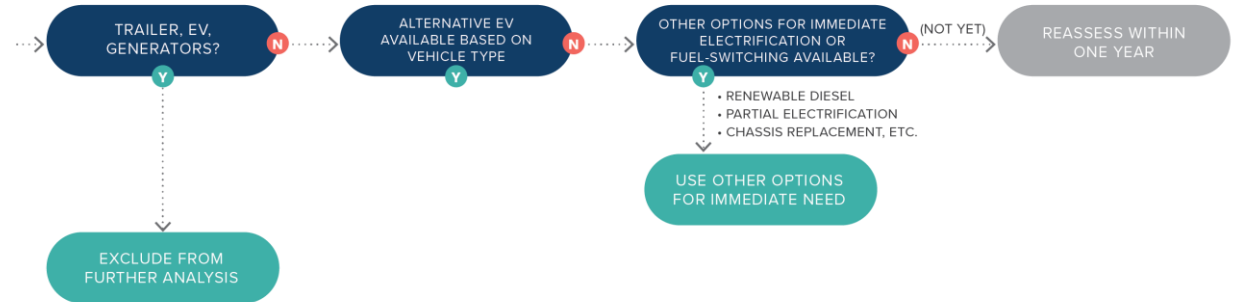 TRAILER, EV,
GENERATORS?
N
Y
ALTERNATIVE EV
AVAILABLE BASED ON
VEHICLE TYPE
N
Y
OTHER OPTIONS FOR IMMEDIATE
ELECTRIFICATION OR
FUEL-SWITCHING AVAILABLE?
N
(NOT YET)
Y
REASSESS WITHIN
ONE YEAR
• RENEWABLE DIESEL
• PARTIAL ELECTRIFICATION
• CHASSIS REPLACEMENT, ETC.
USE OTHER OPTIONS
FOR IMMEDIATE NEED
EXCLUDE FROM
FURTHER ANALYSIS